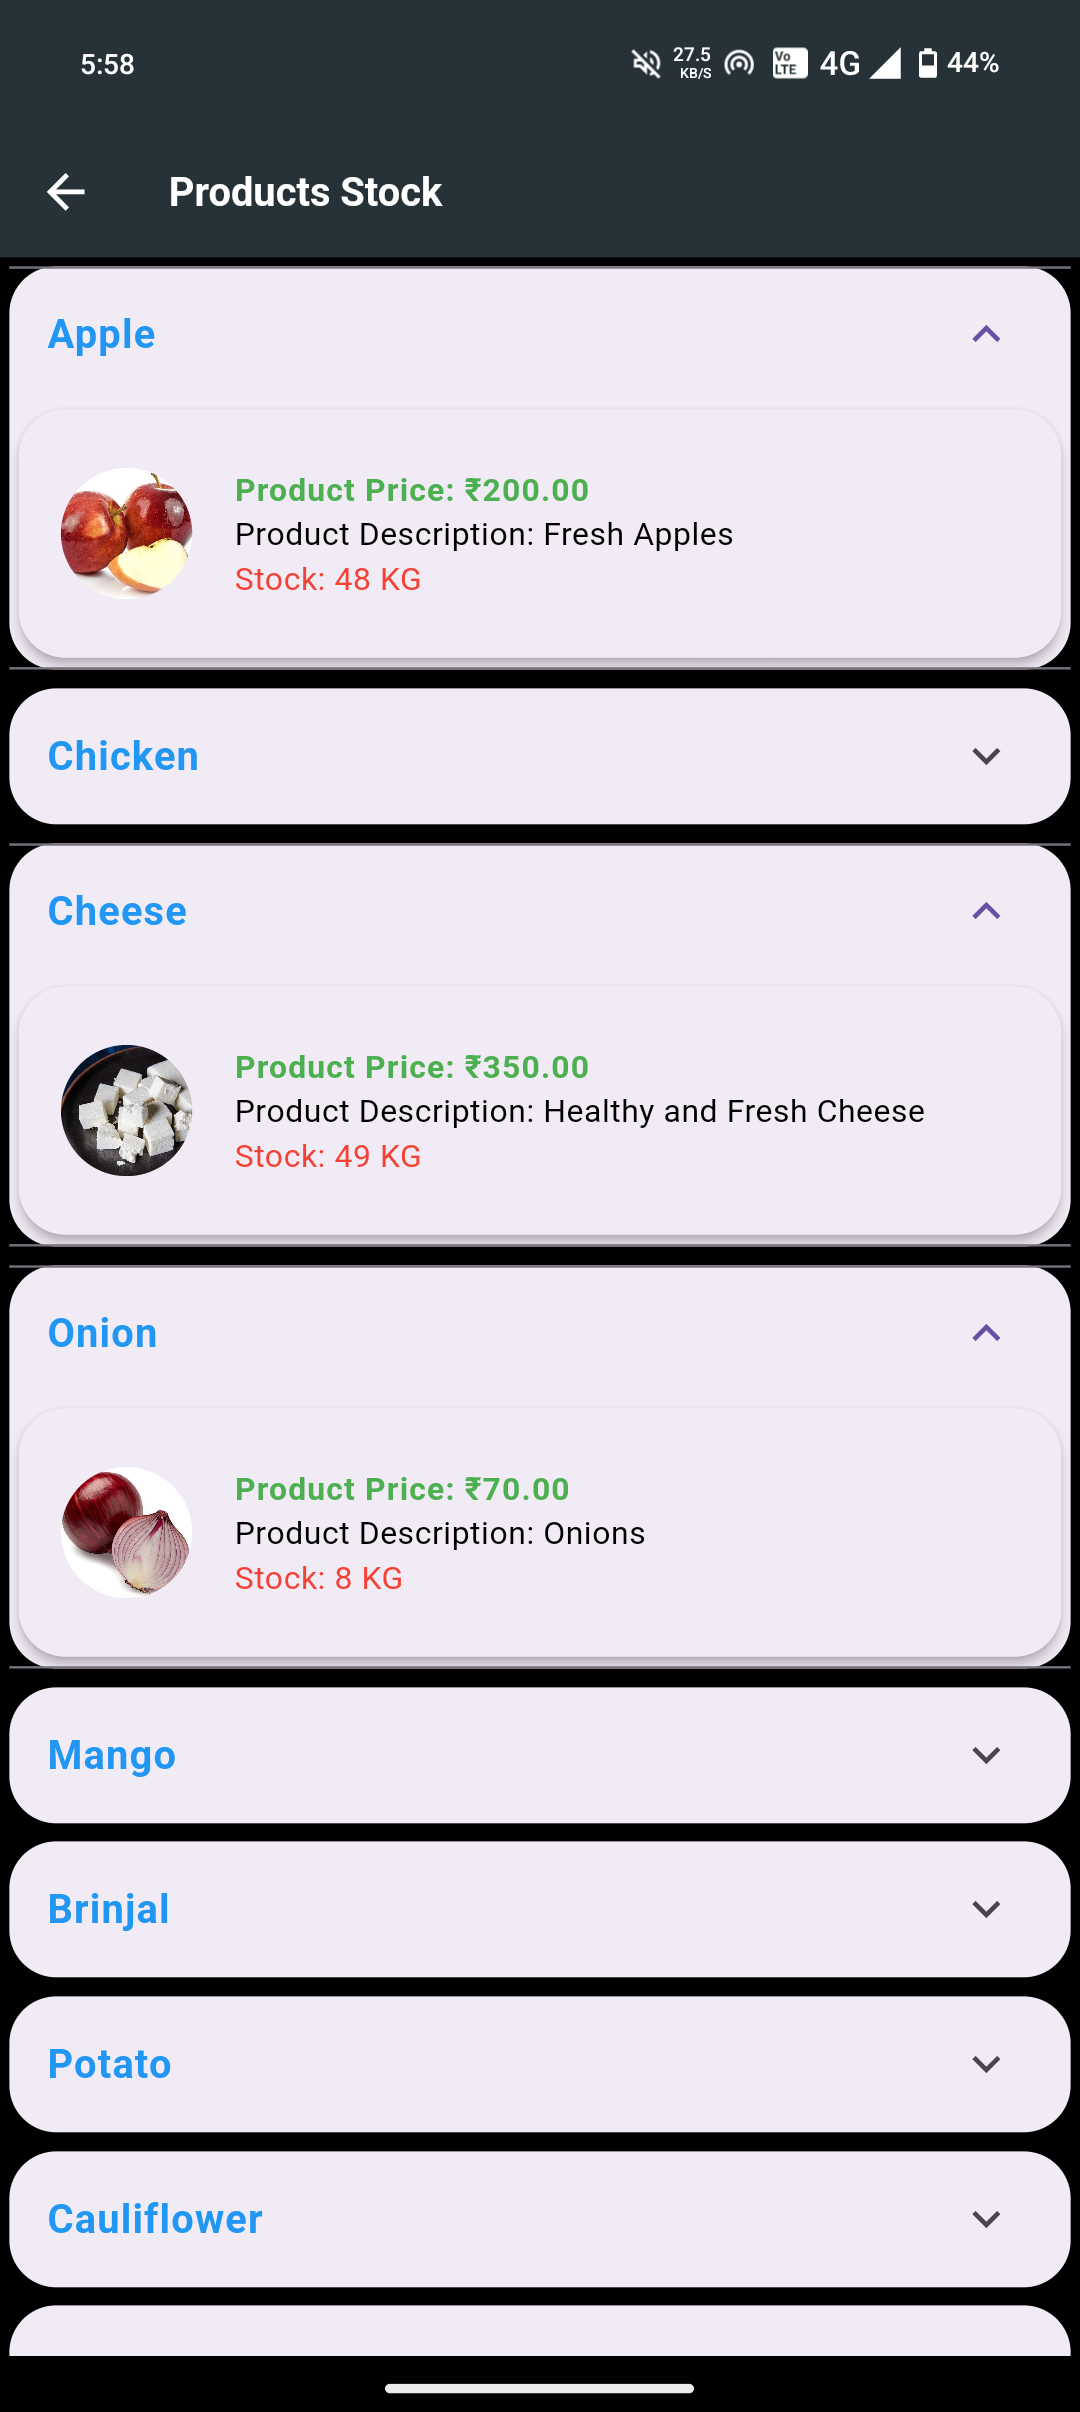 5:58 27.5 KB/S Vo LTE 4G 44%
Products Stock
Apple
Product Price: ₹200.00
Product Description: Fresh Apples
Stock: 48 KG
Chicken
Cheese
Product Price: ₹350.00
Product Description: Healthy and Fresh Cheese
Stock: 49 KG
Onion
Product Price: ₹70.00
Product Description: Onions
Stock: 8 KG
Mango
Brinjal
Potato
Cauliflower